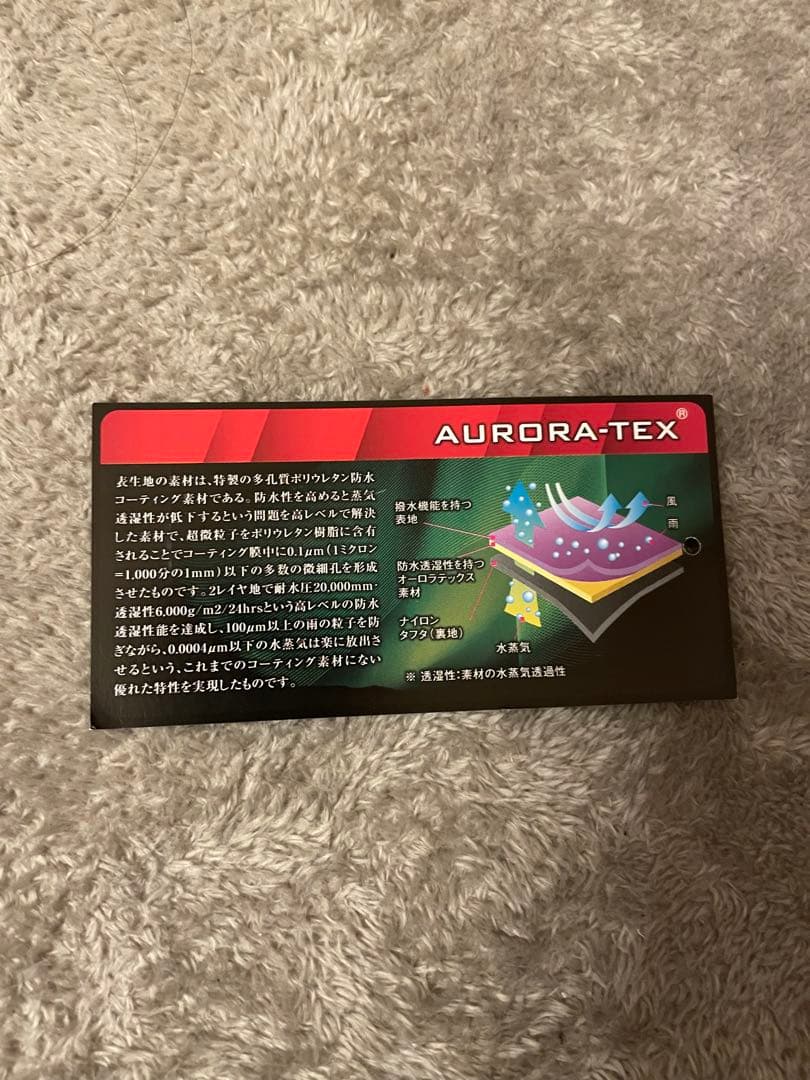 AURORA-TEX®
表生地の素材は、特製の多孔質ポリウレタン防水
コーティング素材である。防水性を高めると蒸気
透湿性が低下するという問題を高レベルで解決
した素材で、超微粒子をポリウレタン樹脂に含有
されることでコーティング膜中に0.1μm(1ミクロン
=1,000分の1mm)以下の多数の微細孔を形成
させたものです。2レイヤ地で耐水圧20,000mm・
透湿性6,000g/m2/24hrsという高レベルの防水
透湿性能を達成し、100μm以上の雨の粒子を防
ぎながら、0.0004μm以下の水蒸気は楽に放出さ
せるという、これまでのコーティング素材にない
優れた特性を実現したものです。
撥水機能を持つ
表地
風
雨
防水透湿性を持つ
オーロラテックス
素材
ナイロン
タフタ(裏地)
水蒸気
※ 透湿性:素材の水蒸気透過性